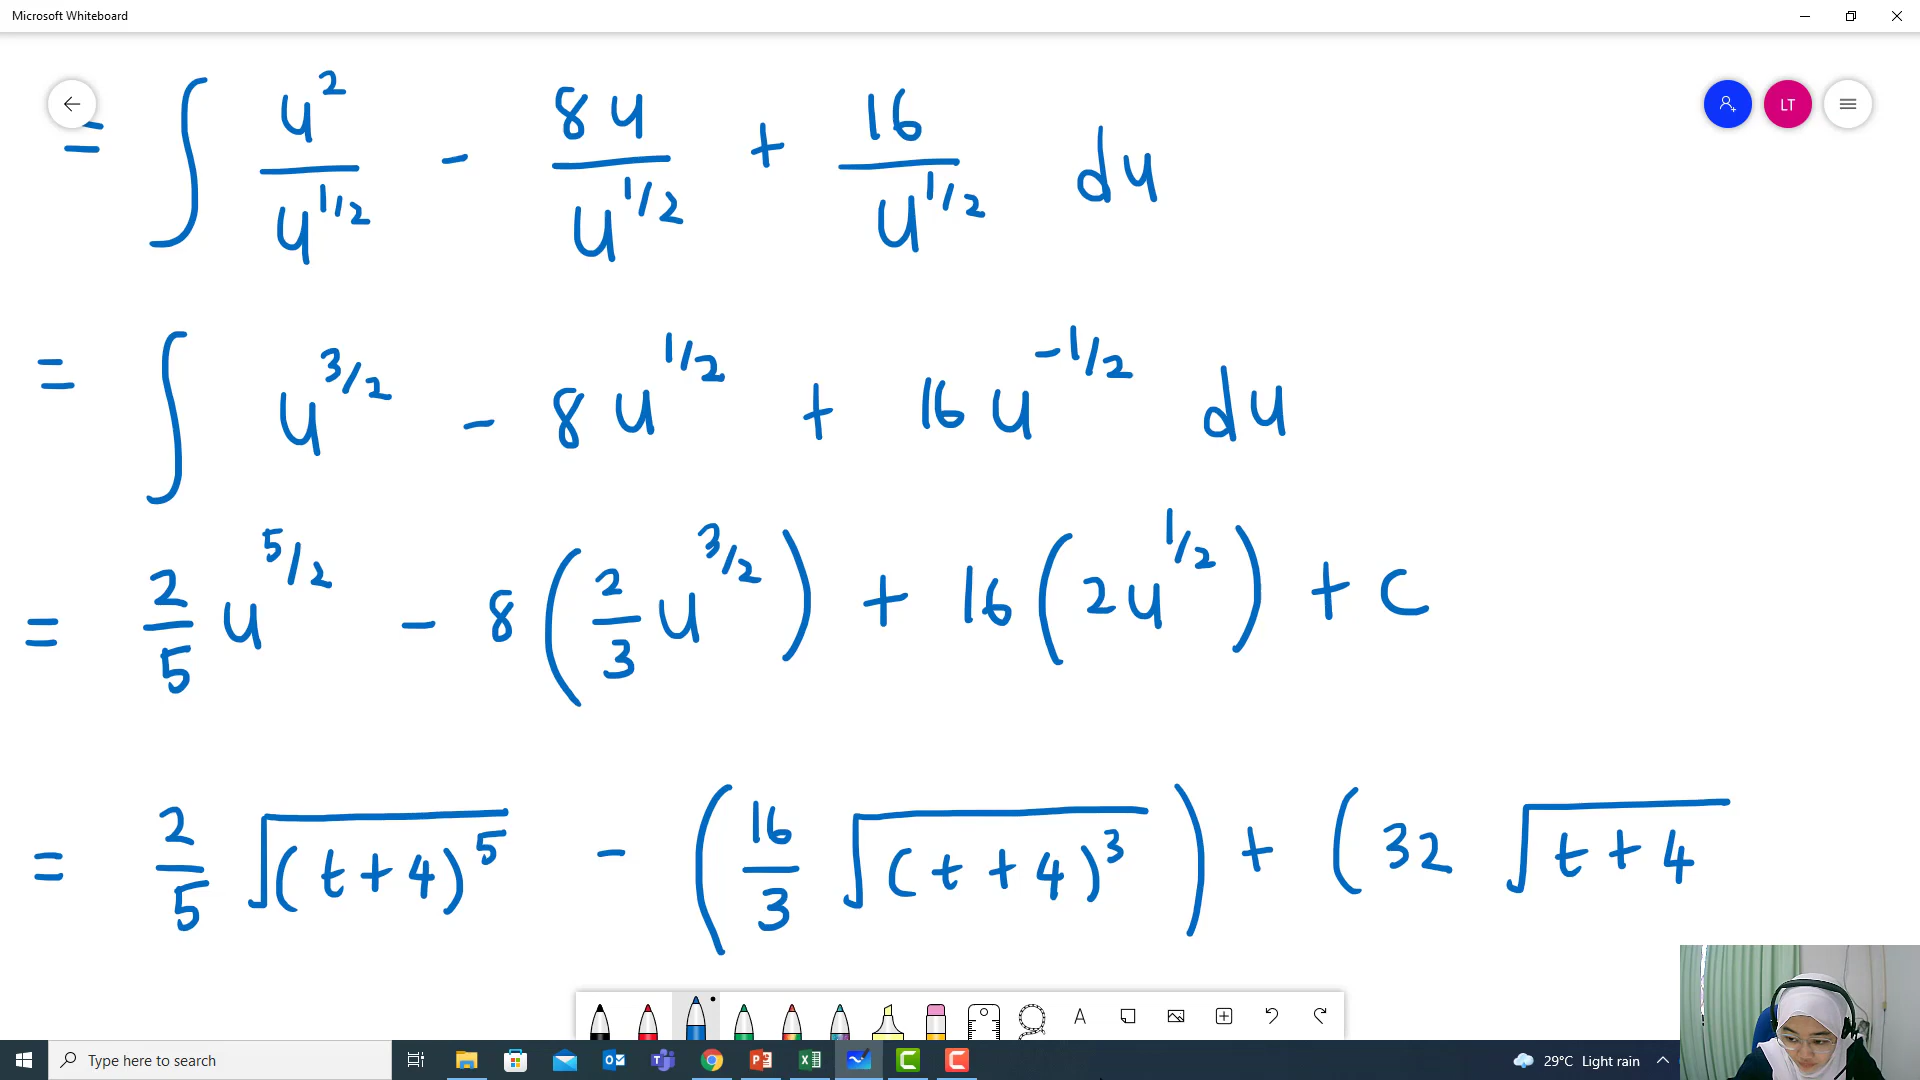 Microsoft Whiteboard
LT
= ∫ u²/u^1/2 - 8u/u^1/2 + 16/u^1/2 du
= ∫ u^3/2 - 8u^1/2 + 16u^-1/2 du
= 2/5 u^5/2 - 8(2/3 u^3/2) + 16(2u^1/2) + c
= 2/5 √(t+4)^5 - (16/3 √(t+4)^3) + (32 √t+4
A
Type here to search
29°C Light rain